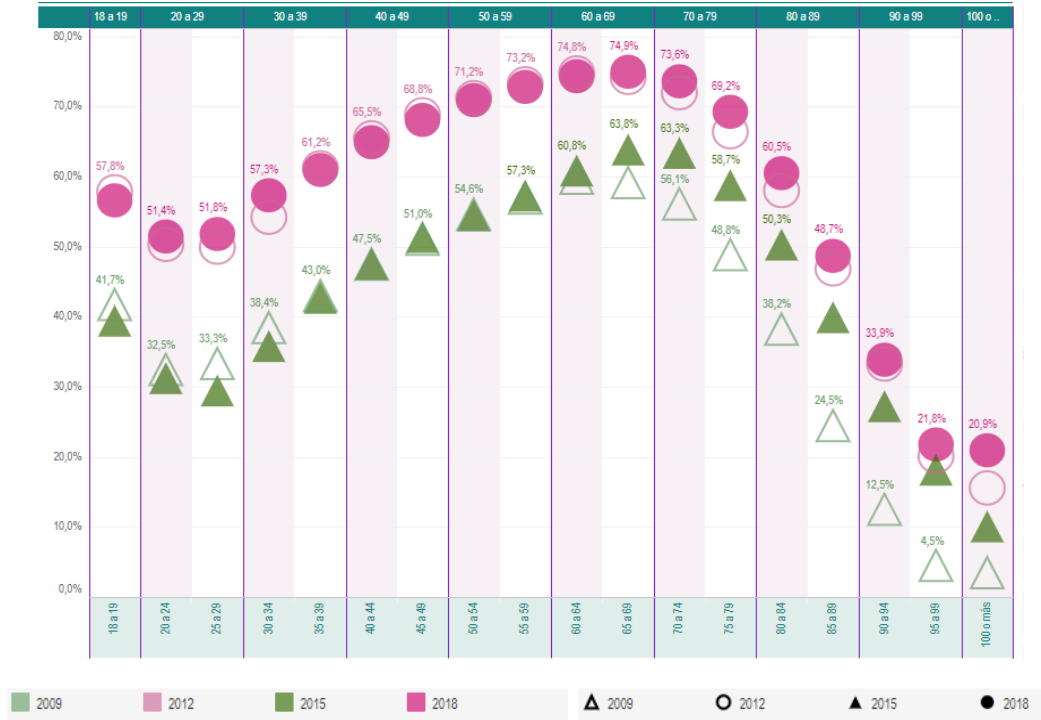 18 a 19 20 a 29 30 a 39 40 a 49 50 a 59 60 a 69 70 a 79 80 a 89 90 a 99 100 o ..
80,0%
70,0%
60,0%
50,0%
40,0%
30,0%
20,0%
10,0%
0,0%
57,8%
41,7%
51,4%
32,5%
51,8%
33,3%
57,3%
38,4%
61,2%
43,0%
65,5%
47,5%
68,8%
51,0%
71,2%
54,6%
73,2%
57,3%
74,8%
60,8%
74,9%
63,8%
73,6%
63,3%
56,1%
69,2%
58,7%
48,8%
60,5%
50,3%
38,2%
48,7%
24,5%
33,9%
12,5%
21,8%
4,5%
20,9%
18 a 19
20 a 24
25 a 29
30 a 34
35 a 39
40 a 44
45 a 49
50 a 54
55 a 59
60 a 64
65 a 69
70 a 74
75 a 79
80 a 84
85 a 89
90 a 94
95 a 99
100 o más
2009 2012 2015 2018 2009 2012 2015 2018